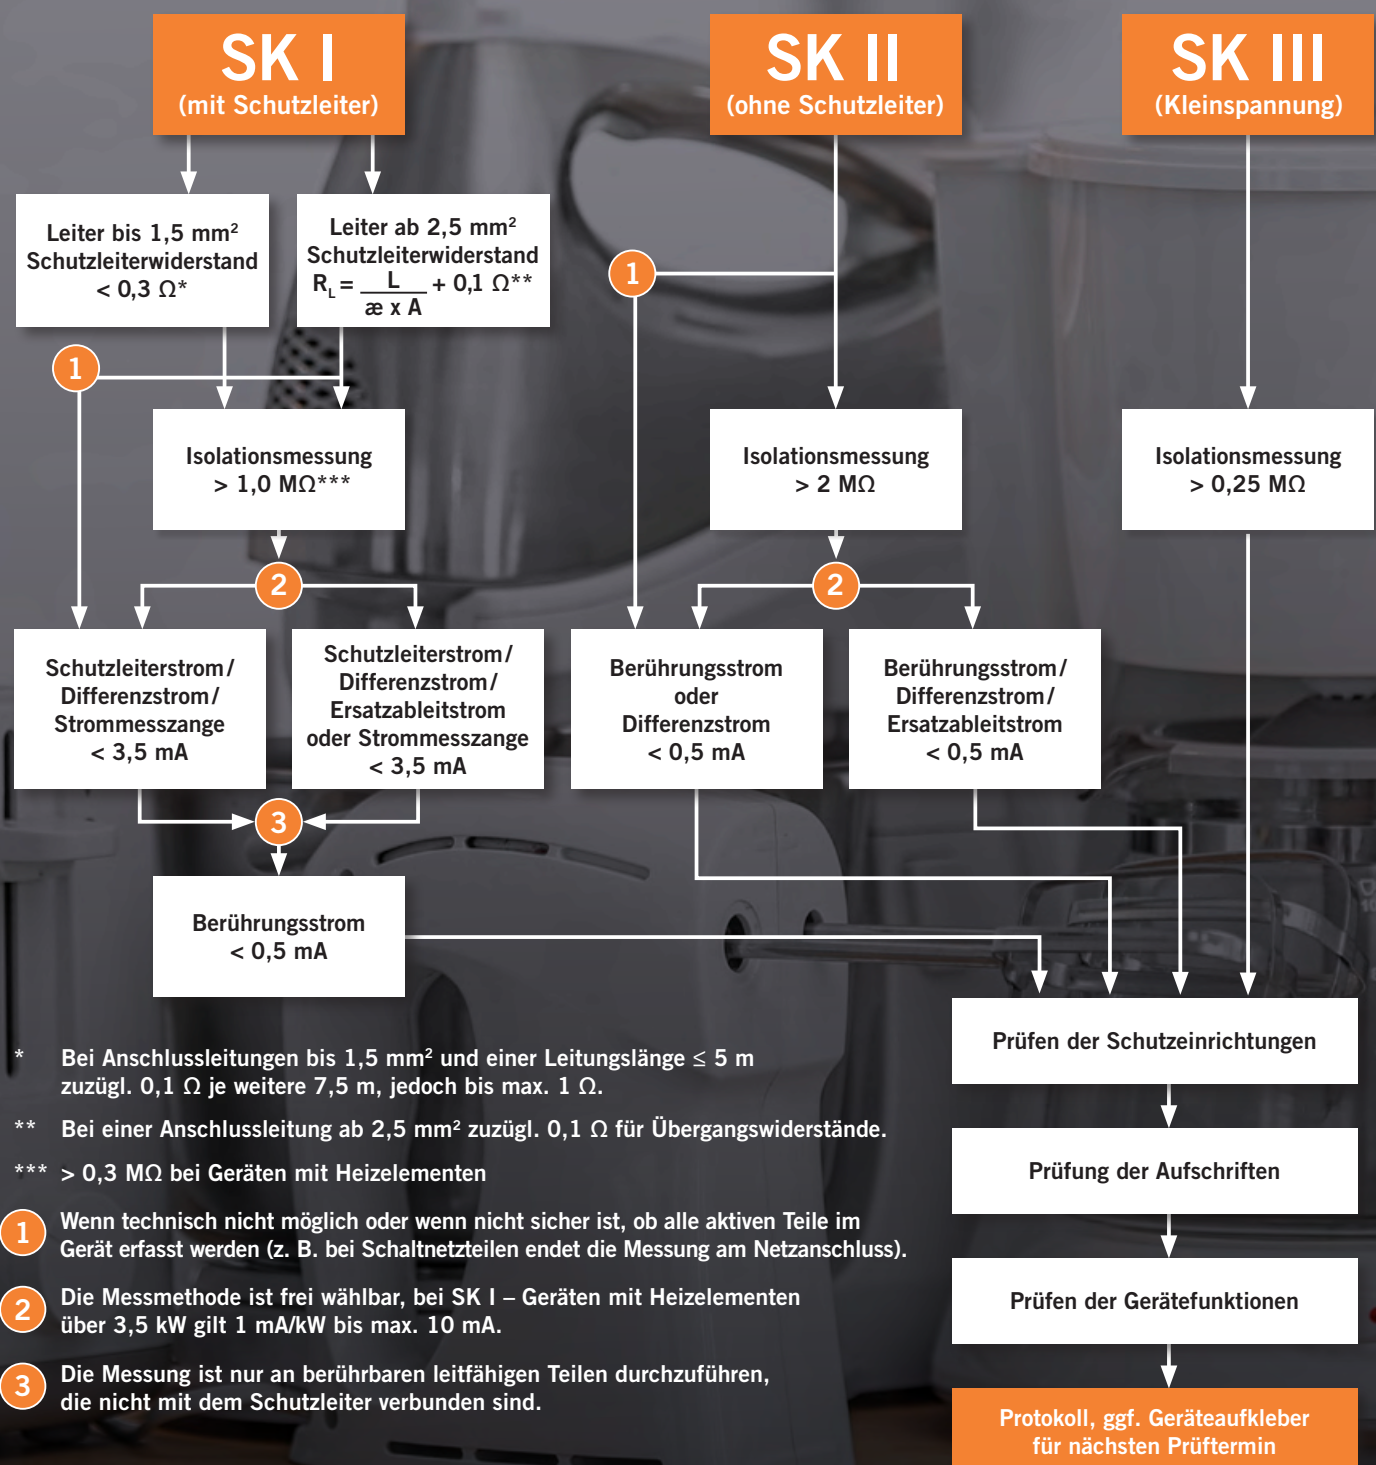 SK I
(mit Schutzleiter)
SK II
(ohne Schutzleiter)
SK III
(Kleinspannung)
Leiter bis 1,5 mm²
Schutzleiterwiderstand
< 0,3 Ω*
Leiter ab 2,5 mm²
Schutzleiterwiderstand
R_L = L / (æ x A) + 0,1 Ω**
1
1
Isolationsmessung
> 1,0 MΩ***
Isolationsmessung
> 2 MΩ
Isolationsmessung
> 0,25 MΩ
2
2
Schutzleiterstrom/
Differenzstrom/
Strommesszange
< 3,5 mA
Schutzleiterstrom/
Differenzstrom/
Ersatzableitstrom
oder Strommesszange
< 3,5 mA
Berührungsstrom
oder
Differenzstrom
< 0,5 mA
Berührungsstrom/
Differenzstrom/
Ersatzableitstrom
< 0,5 mA
3
Berührungsstrom
< 0,5 mA
Prüfen der Schutzeinrichtungen
Prüfung der Aufschriften
Prüfen der Gerätefunktionen
Protokoll, ggf. Geräteaufkleber
für nächsten Prüftermin
* Bei Anschlussleitungen bis 1,5 mm² und einer Leitungslänge ≤ 5 m
zuzügl. 0,1 Ω je weitere 7,5 m, jedoch bis max. 1 Ω.
** Bei einer Anschlussleitung ab 2,5 mm² zuzügl. 0,1 Ω für Übergangswiderstände.
*** > 0,3 MΩ bei Geräten mit Heizelementen
1 Wenn technisch nicht möglich oder wenn nicht sicher ist, ob alle aktiven Teile im
Gerät erfasst werden (z. B. bei Schaltnetzteilen endet die Messung am Netzanschluss).
2 Die Messmethode ist frei wählbar, bei SK I – Geräten mit Heizelementen
über 3,5 kW gilt 1 mA/kW bis max. 10 mA.
3 Die Messung ist nur an berührbaren leitfähigen Teilen durchzuführen,
die nicht mit dem Schutzleiter verbunden sind.